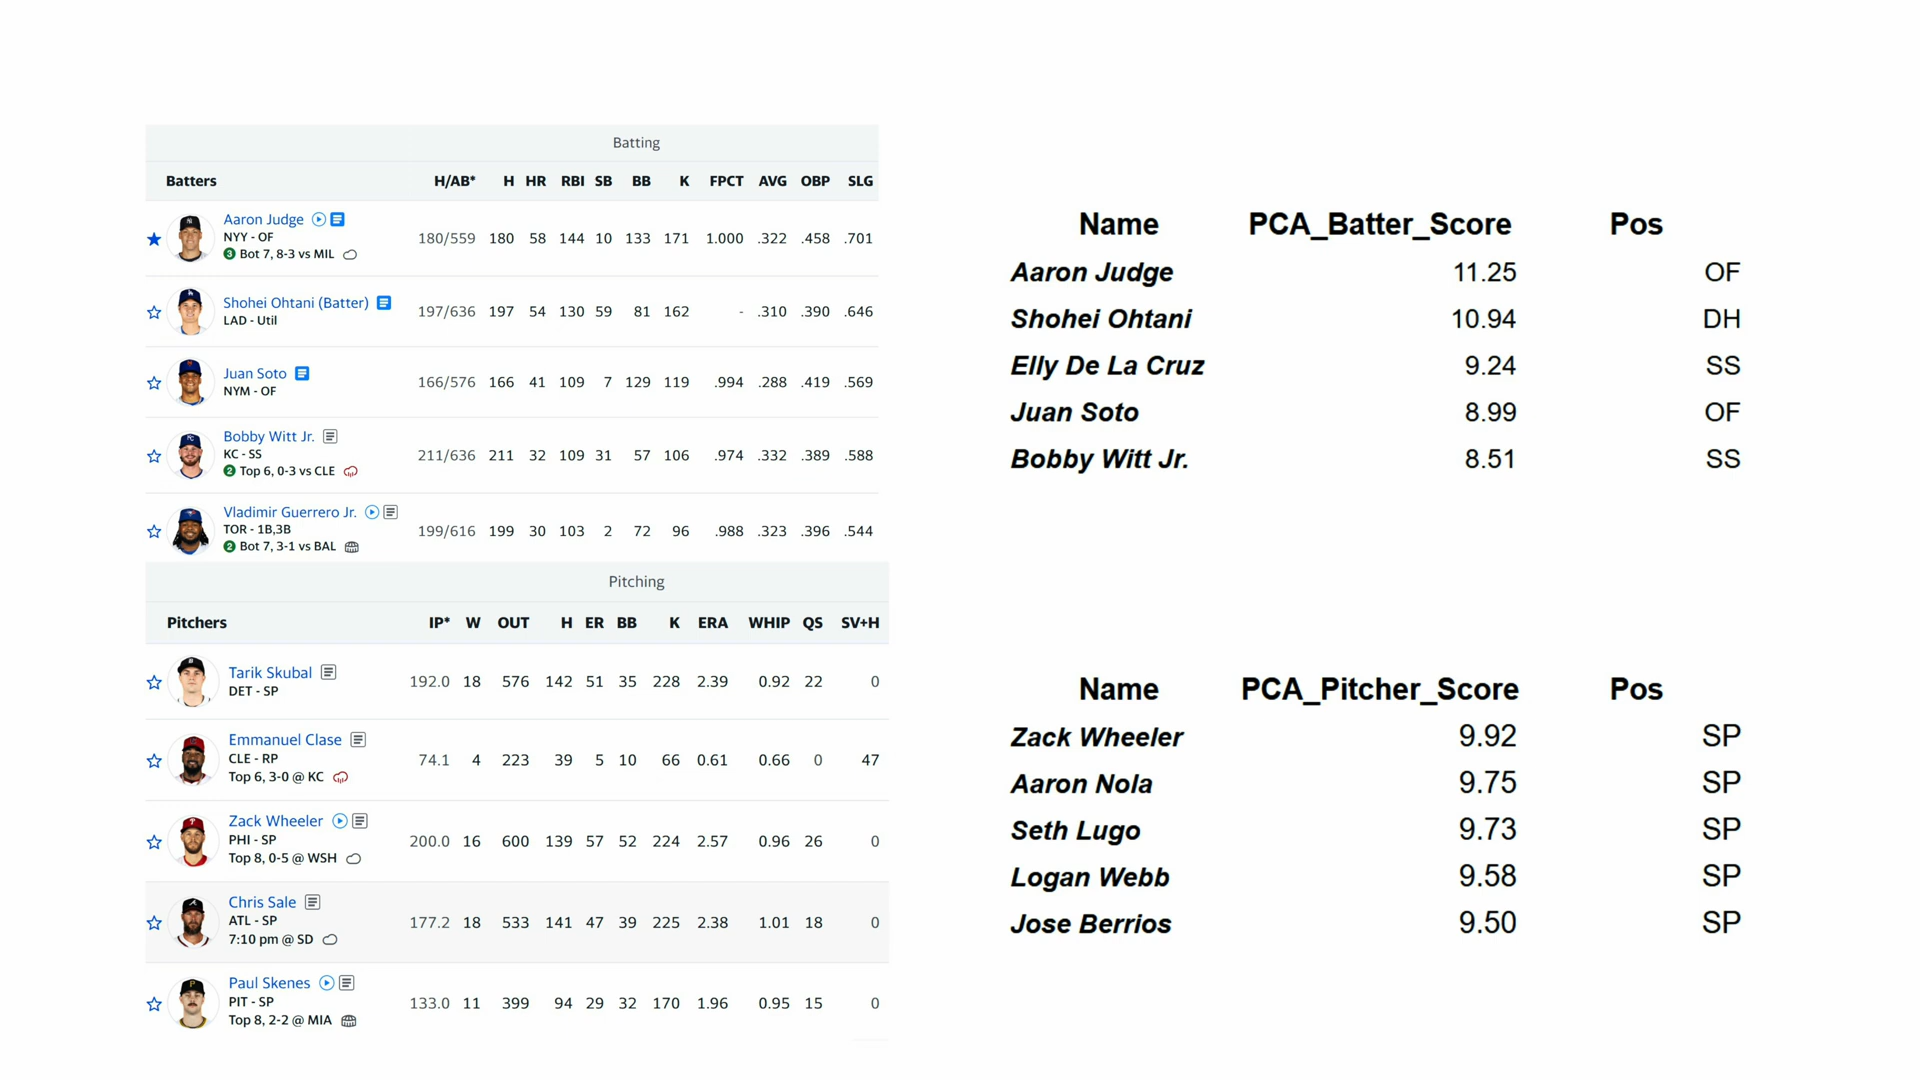 Batting
Batters H/AB* H HR RBI SB BB K FPCT AVG OBP SLG
Aaron Judge
NYY - OF
3 Bot 7, 8-3 vs MIL
180/559 180 58 144 10 133 171 1.000 .322 .458 .701
Shohei Ohtani (Batter)
LAD - Util
197/636 197 54 130 59 81 162 - .310 .390 .646
Juan Soto
NYM - OF
166/576 166 41 109 7 129 119 .994 .288 .419 .569
Bobby Witt Jr.
KC - SS
2 Top 6, 0-3 vs CLE
211/636 211 32 109 31 57 106 .974 .332 .389 .588
Vladimir Guerrero Jr.
TOR - 1B,3B
2 Bot 7, 3-1 vs BAL
199/616 199 30 103 2 72 96 .988 .323 .396 .544
Pitching
Pitchers IP* W OUT H ER BB K ERA WHIP QS SV+H
Tarik Skubal
DET - SP
192.0 18 576 142 51 35 228 2.39 0.92 22 0
Emmanuel Clase
CLE - RP
Top 6, 3-0 @ KC
74.1 4 223 39 5 10 66 0.61 0.66 0 47
Zack Wheeler
PHI - SP
Top 8, 0-5 @ WSH
200.0 16 600 139 57 52 224 2.57 0.96 26 0
Chris Sale
ATL - SP
7:10 pm @ SD
177.2 18 533 141 47 39 225 2.38 1.01 18 0
Paul Skenes
PIT - SP
Top 8, 2-2 @ MIA
133.0 11 399 94 29 32 170 1.96 0.95 15 0
Name PCA_Batter_Score Pos
Aaron Judge 11.25 OF
Shohei Ohtani 10.94 DH
Elly De La Cruz 9.24 SS
Juan Soto 8.99 OF
Bobby Witt Jr. 8.51 SS
Name PCA_Pitcher_Score Pos
Zack Wheeler 9.92 SP
Aaron Nola 9.75 SP
Seth Lugo 9.73 SP
Logan Webb 9.58 SP
Jose Berrios 9.50 SP